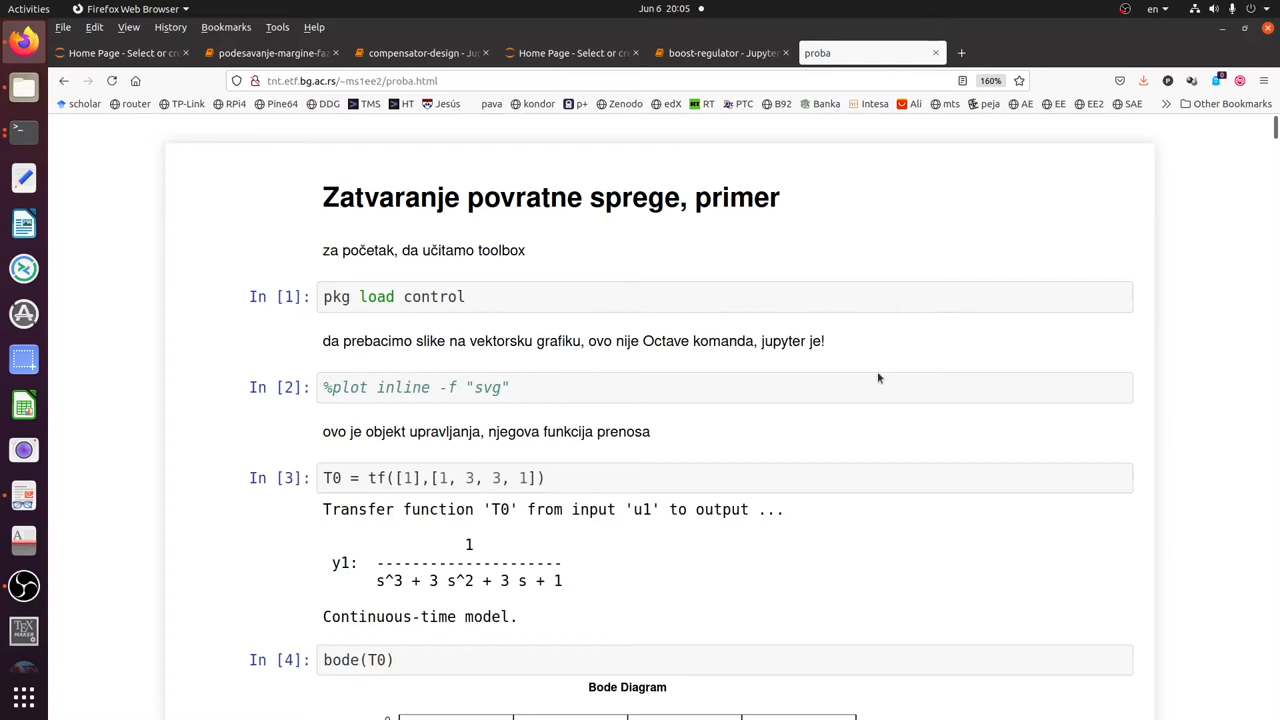 Activities
Firefox Web Browser
Jun 6 20:05
en
File Edit View History Bookmarks Tools Help
Home Page - Select or cr
podesavanje-margine-faz
compensator-design - Ju
Home Page - Select or cr
boost-regulator - Jupyter
proba
tnt.etf.bg.ac.rs/~ms1ee2/proba.html
160%
scholar router TP-Link RPi4 Pine64 DDG TMS HT Jesús pava kondor p+ Zenodo edX RT PTC B92 Banka Intesa Ali mts peja AE EE EE2 SAE Other Bookmarks
Zatvaranje povratne sprege, primer
za početak, da učitamo toolbox
In [1]: pkg load control
da prebacimo slike na vektorsku grafiku, ovo nije Octave komanda, jupyter je!
In [2]: %plot inline -f "svg"
ovo je objekt upravljanja, njegova funkcija prenosa
In [3]: T0 = tf([1],[1, 3, 3, 1])
Transfer function 'T0' from input 'u1' to output ...
1
y1: ---------------------
s^3 + 3 s^2 + 3 s + 1
Continuous-time model.
In [4]: bode(T0)
Bode Diagram